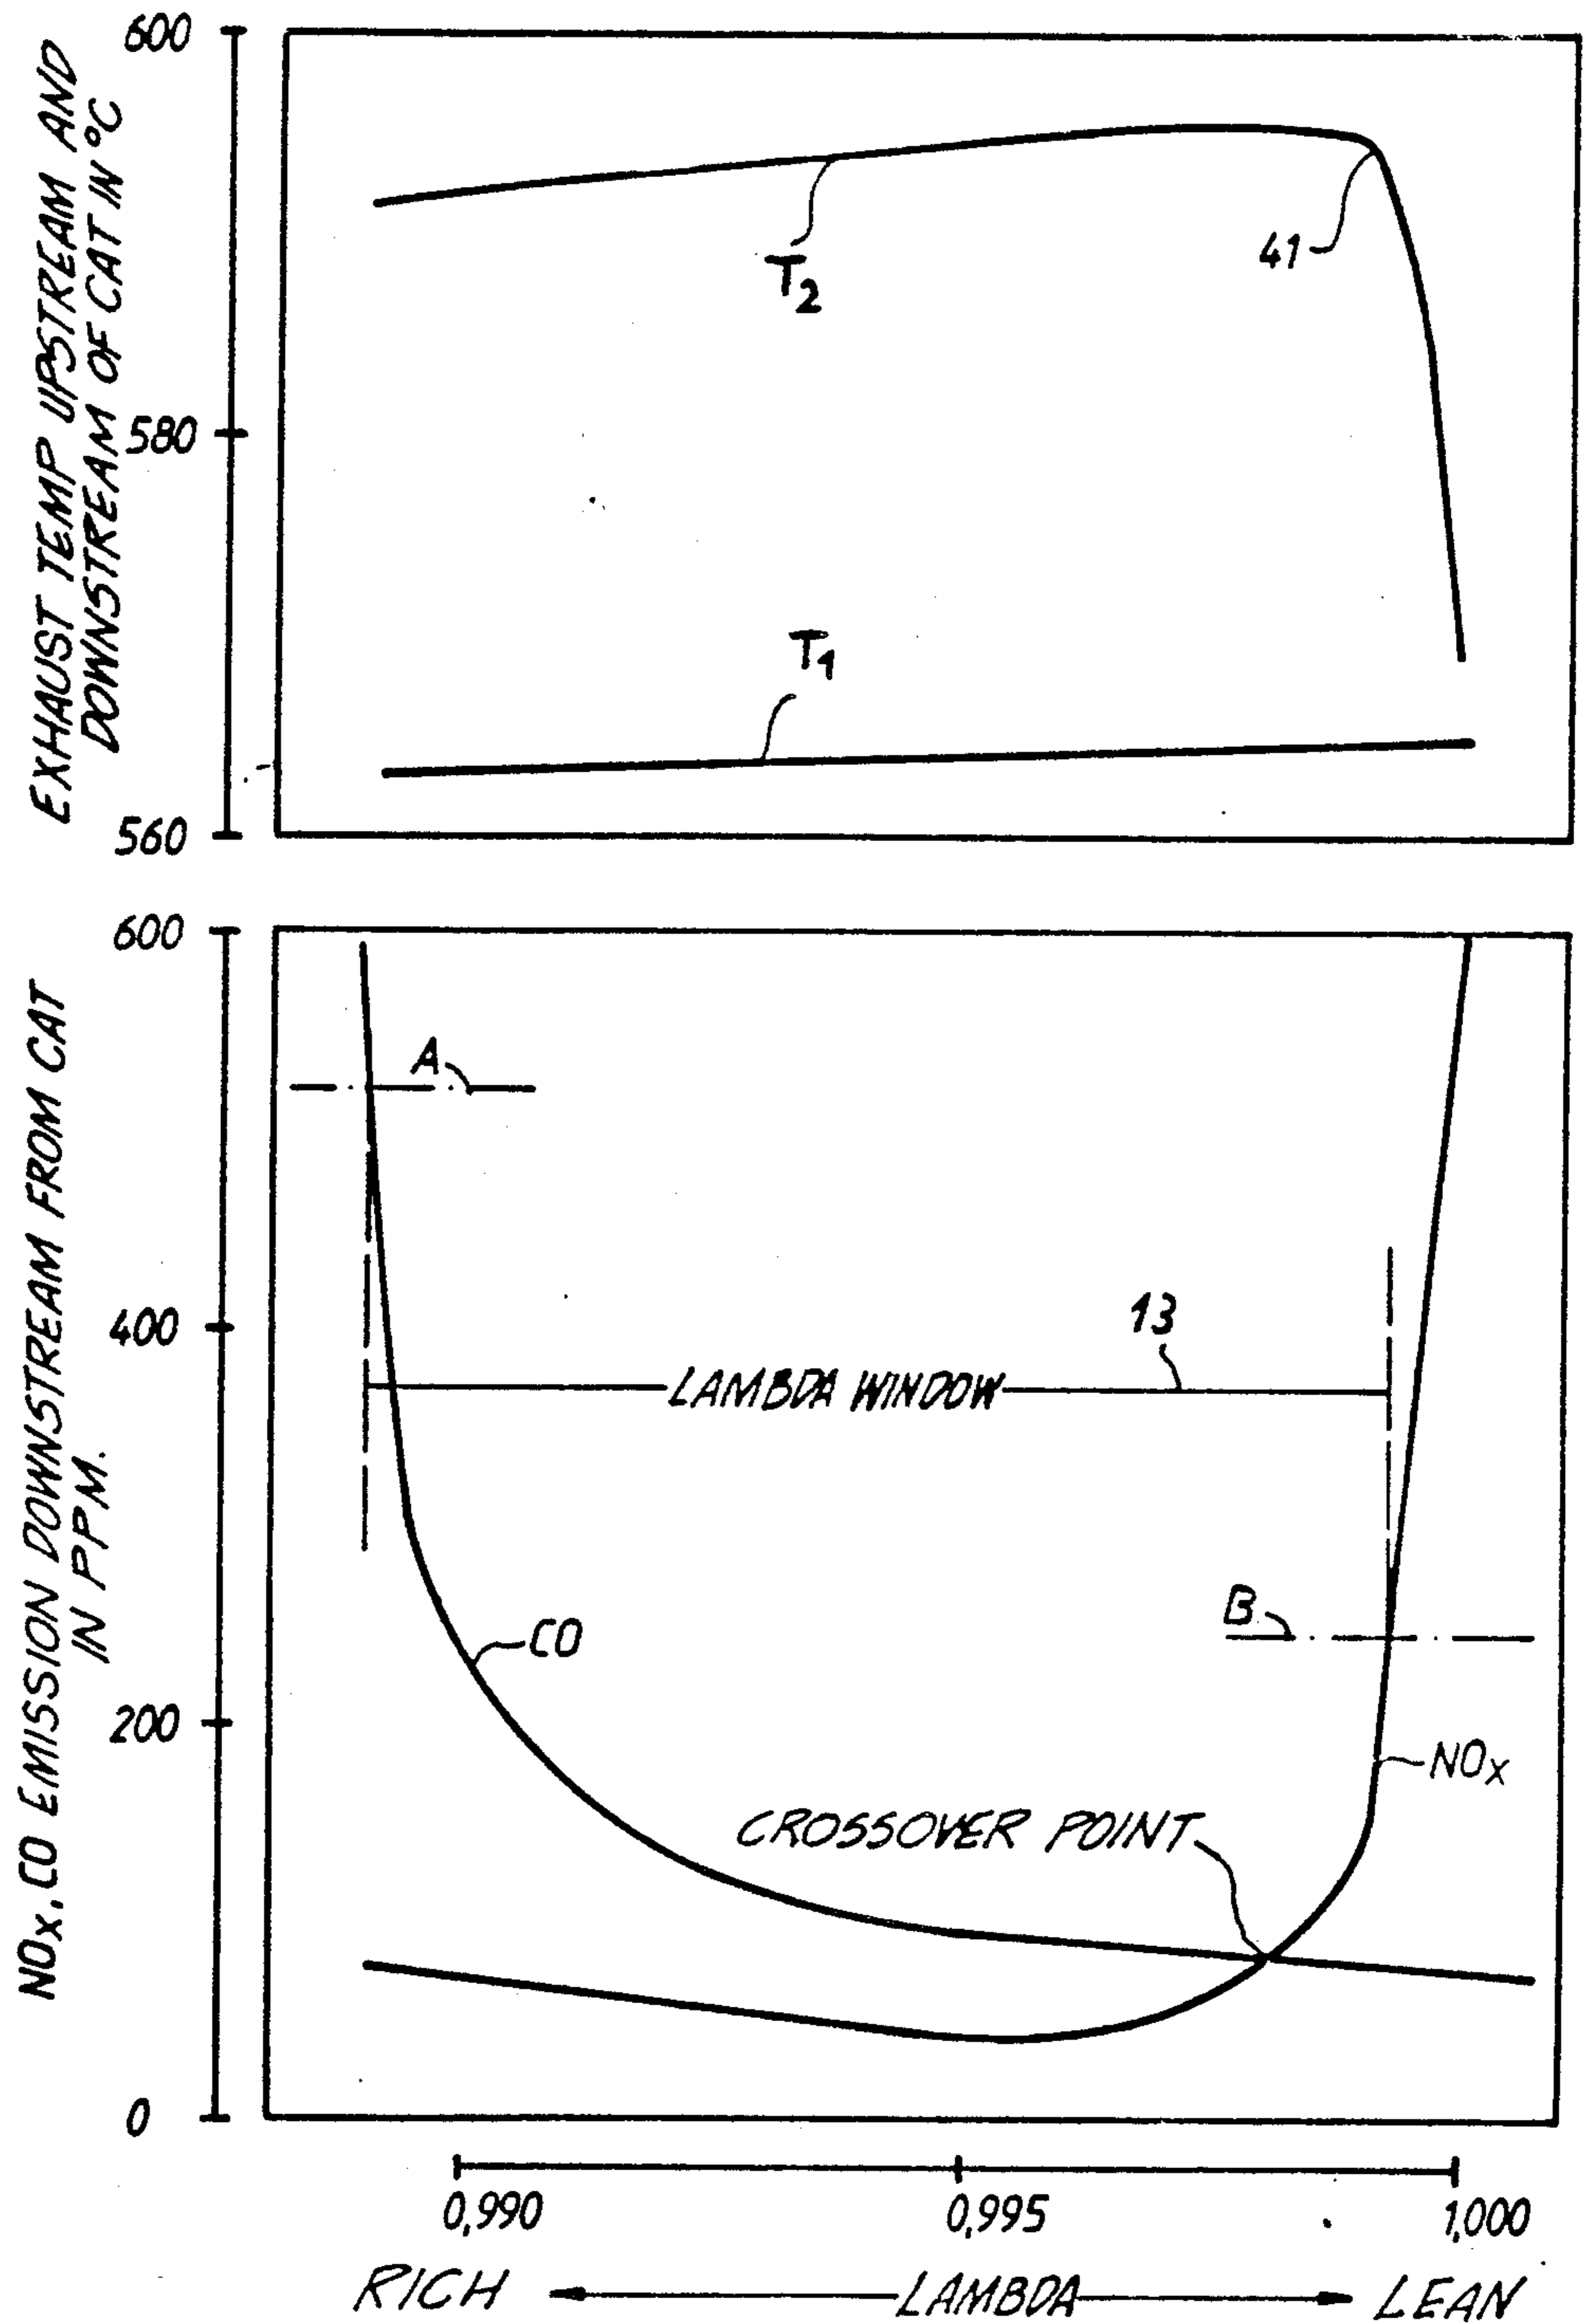 EXHAUST TEMP UPSTREAM AND
DOWNSTREAM OF CAT IN °C
600
580
560
T2
41
T1
NOx, CO EMISSION DOWNSTREAM FROM CAT
IN PPM.
600
400
200
0
A
13
LAMBDA WINDOW
B
CO
NOx
CROSSOVER POINT
0,990
0,995
1,000
RICH
LAMBDA
LEAN